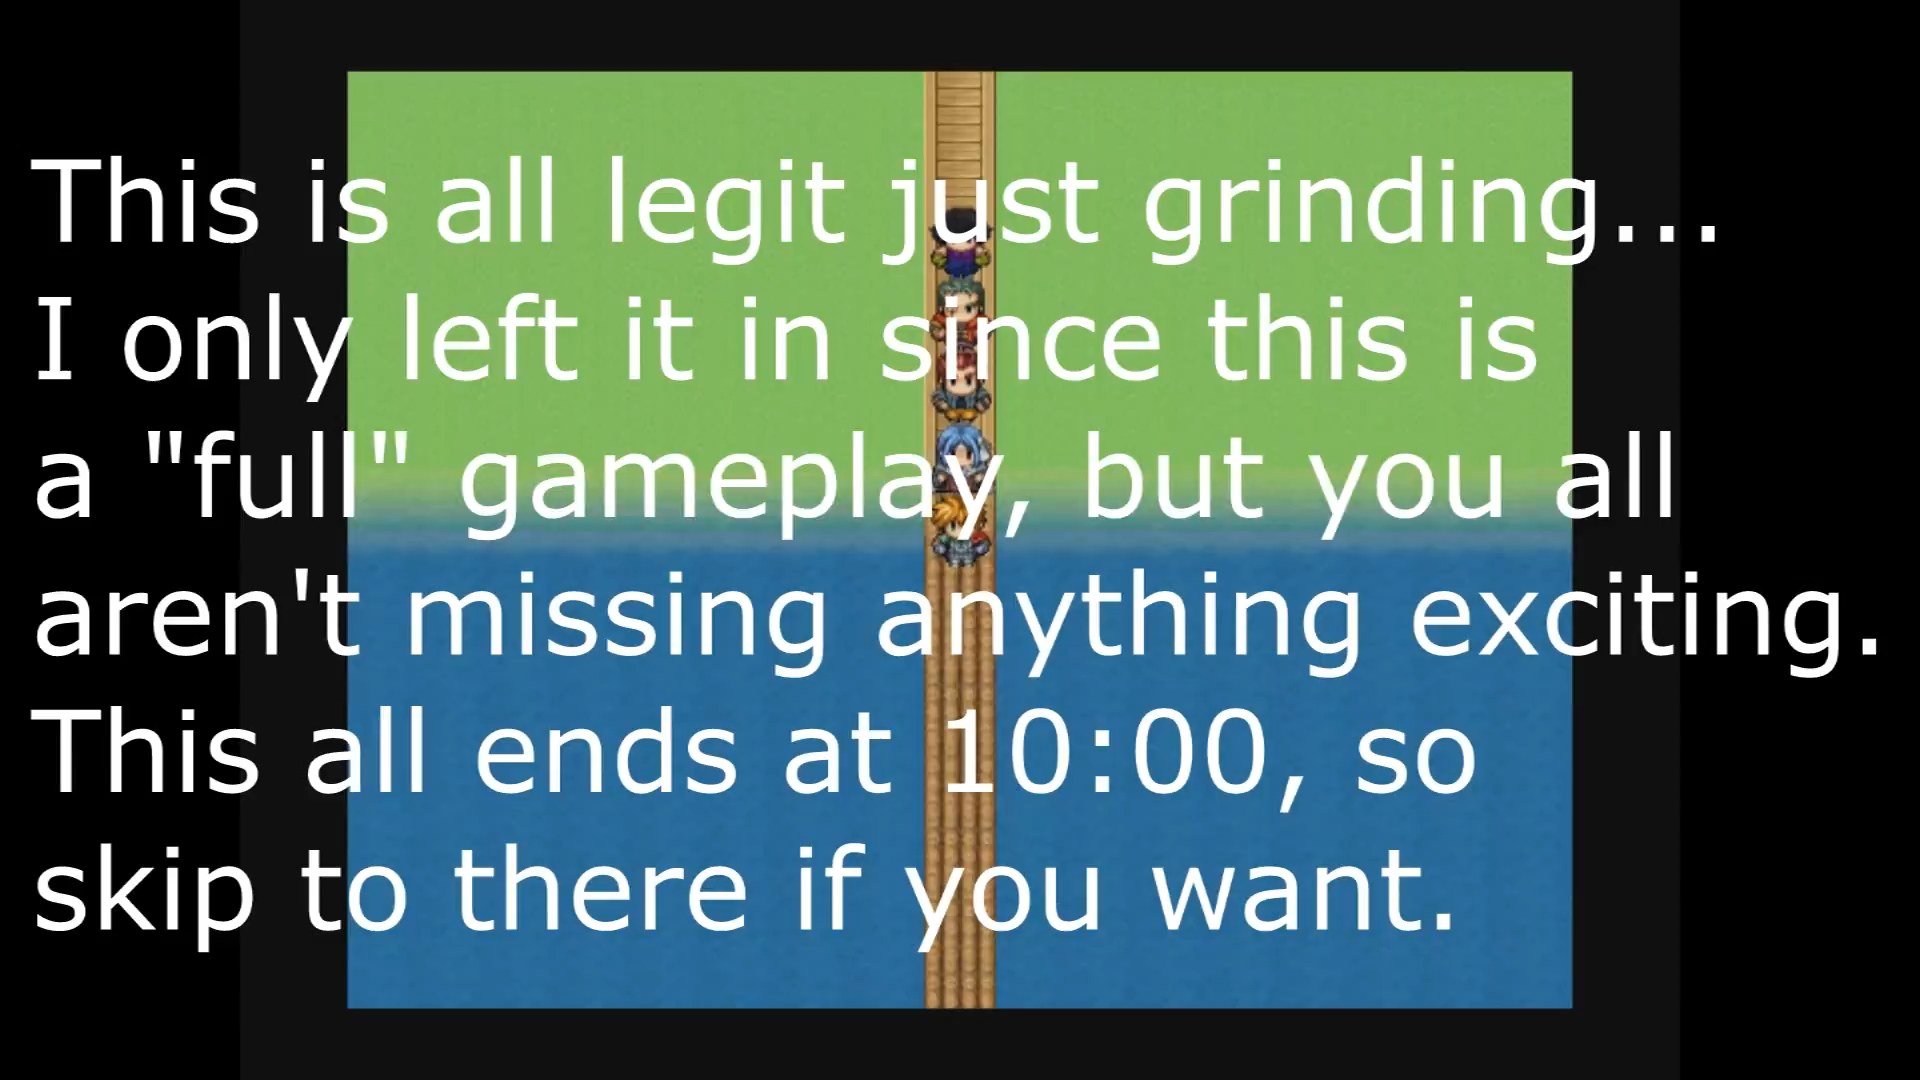 This is all legit just grinding...
I only left it in since this is
a "full" gameplay, but you all
aren't missing anything exciting.
This all ends at 10:00, so
skip to there if you want.